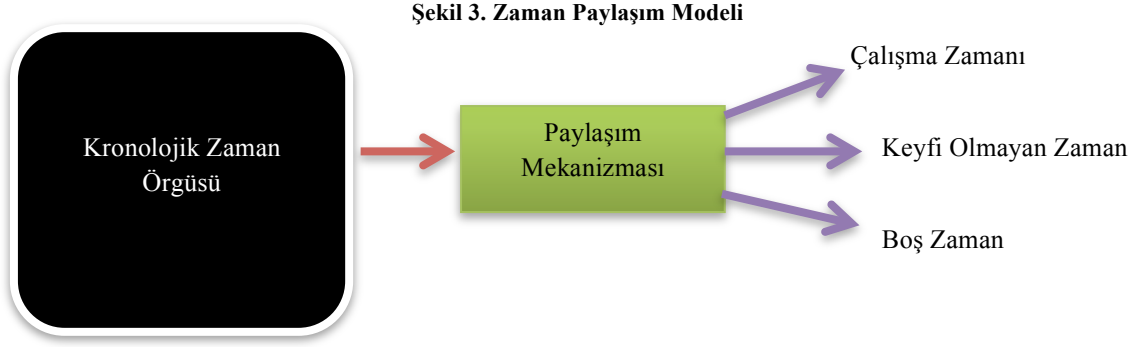 Şekil 3. Zaman Paylaşım Modeli
Kronolojik Zaman
Örgüsü
Paylaşım
Mekanizması
Çalışma Zamanı
Keyfi Olmayan Zaman
Boş Zaman